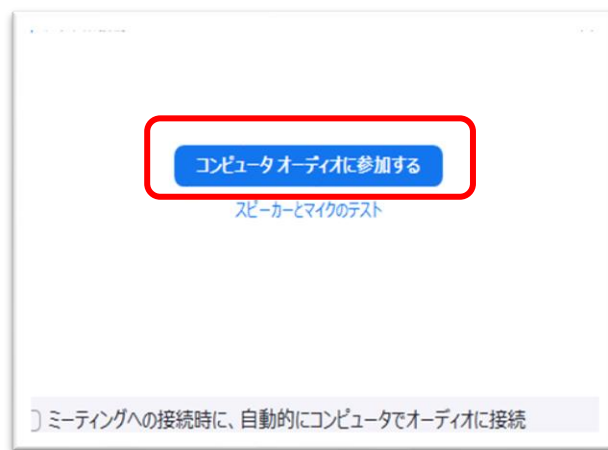 コンピュータ オーディオに参加する
スピーカーとマイクのテスト
ミーティングへの接続時に、自動的にコンピュータでオーディオに接続